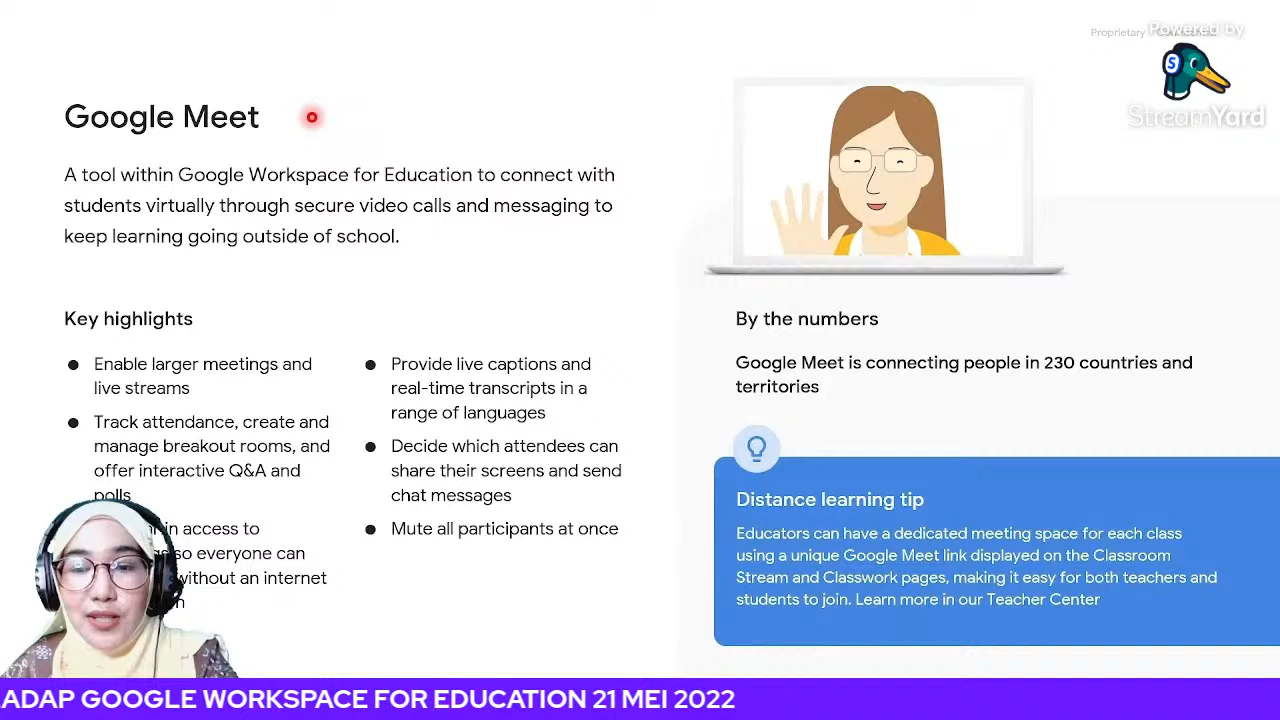 Proprietary
Powered by
StreamYard
Google Meet
A tool within Google Workspace for Education to connect with
students virtually through secure video calls and messaging to
keep learning going outside of school.
Key highlights
Enable larger meetings and
live streams
Track attendance, create and
manage breakout rooms, and
offer interactive Q&A and
polls
in access to
so everyone can
without an internet
Provide live captions and
real-time transcripts in a
range of languages
Decide which attendees can
share their screens and send
chat messages
Mute all participants at once
By the numbers
Google Meet is connecting people in 230 countries and
territories
Distance learning tip
Educators can have a dedicated meeting space for each class
using a unique Google Meet link displayed on the Classroom
Stream and Classwork pages, making it easy for both teachers and
students to join. Learn more in our Teacher Center
ADAP GOOGLE WORKSPACE FOR EDUCATION 21 MEI 2022